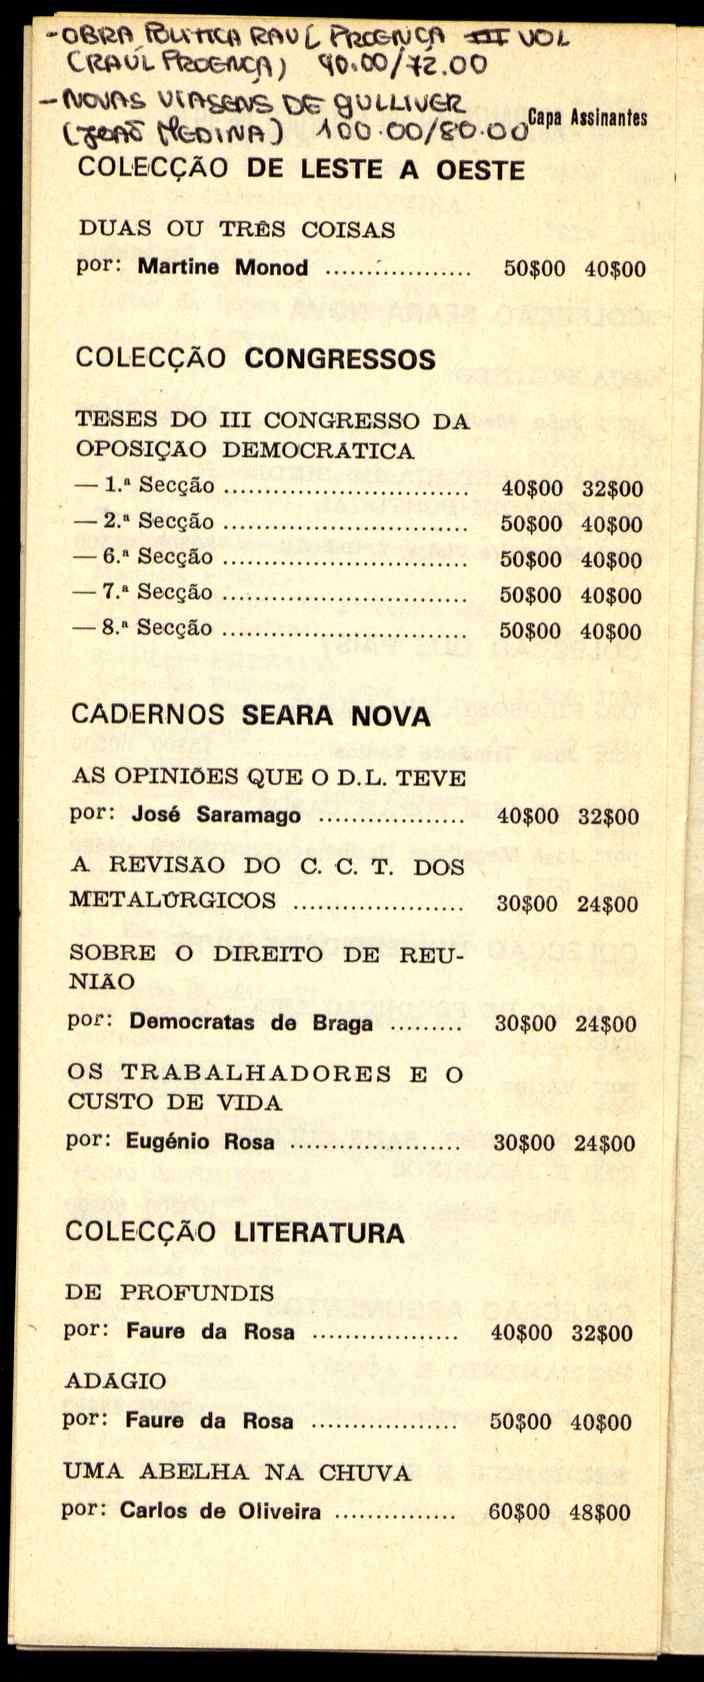 - OBRA POLITICA RAUL PROENÇA III VOL
(RAUL PROENÇA) 90.00/72.00
- NOVAS VIAGENS DE GULLIVER
(JOÃO MEDINA) 100.00/80.00
Capa Assinantes
COLECÇÃO DE LESTE A OESTE
DUAS OU TRÊS COISAS
por: Martine Monod .................. 50$00 40$00
COLECÇÃO CONGRESSOS
TESES DO III CONGRESSO DA
OPOSIÇÃO DEMOCRÁTICA
— 1.ª Secção .............................. 40$00 32$00
— 2.ª Secção .............................. 50$00 40$00
— 6.ª Secção .............................. 50$00 40$00
— 7.ª Secção .............................. 50$00 40$00
— 8.ª Secção .............................. 50$00 40$00
CADERNOS SEARA NOVA
AS OPINIÕES QUE O D.L. TEVE
por: José Saramago .................. 40$00 32$00
A REVISÃO DO C. C. T. DOS
METALÚRGICOS ..................... 30$00 24$00
SOBRE O DIREITO DE REU-
NIÃO
por: Democratas de Braga ......... 30$00 24$00
OS TRABALHADORES E O
CUSTO DE VIDA
por: Eugénio Rosa ..................... 30$00 24$00
COLECÇÃO LITERATURA
DE PROFUNDIS
por: Faure da Rosa .................. 40$00 32$00
ADÁGIO
por: Faure da Rosa .................. 50$00 40$00
UMA ABELHA NA CHUVA
por: Carlos de Oliveira ............... 60$00 48$00